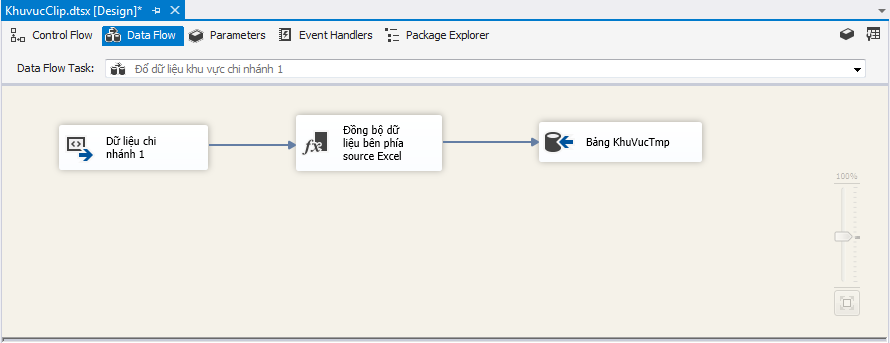 KhuvucClip.dtsx [Design]*
Control Flow Data Flow Parameters Event Handlers Package Explorer
Data Flow Task: Đổ dữ liệu khu vực chi nhánh 1
Dữ liệu chi
nhánh 1
Đồng bộ dữ
liệu bên phía
source Excel
Bảng KhuVucTmp
100%